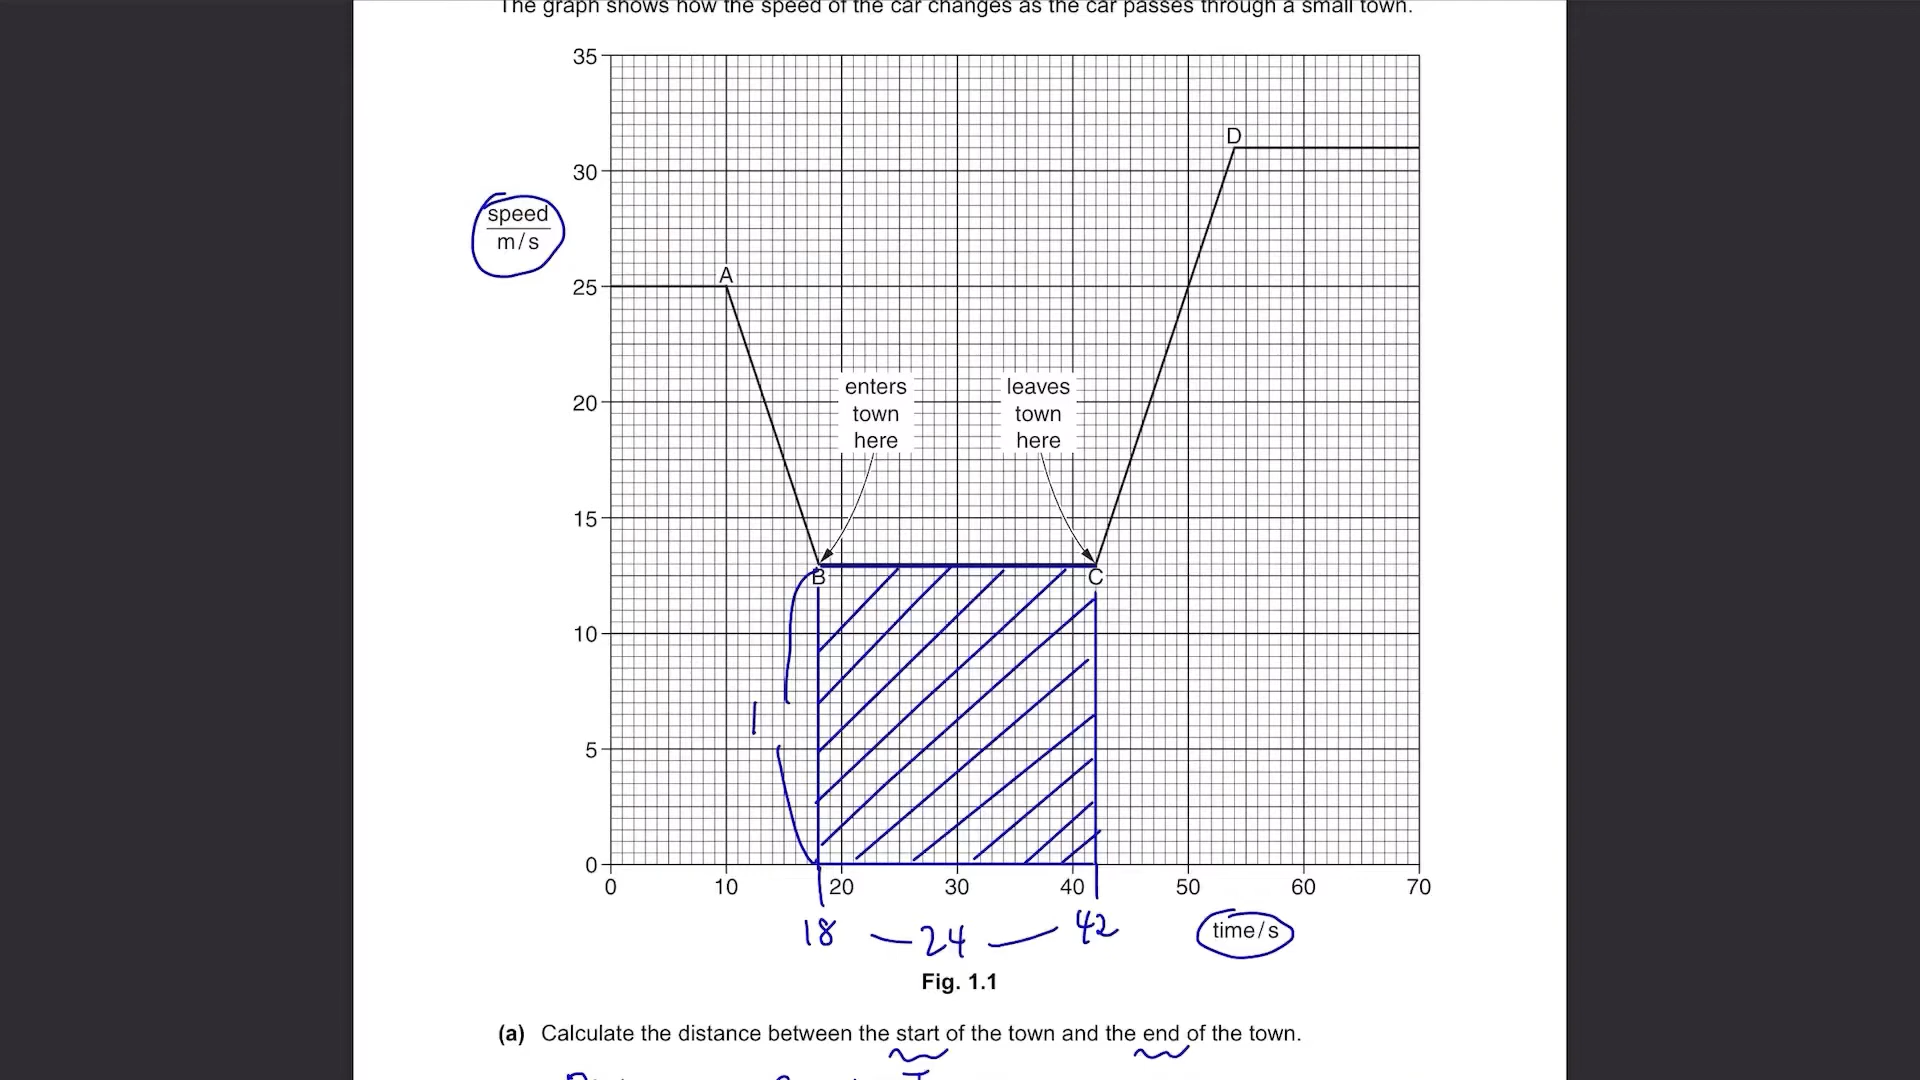 The graph shows how the speed of the car changes as the car passes through a small town.
35
30
25
20
15
10
5
0
speed
m / s
A
B
C
D
enters
town
here
leaves
town
here
1
0
10
20
30
40
50
60
70
18
24
42
time / s
Fig. 1.1
(a) Calculate the distance between the start of the town and the end of the town.